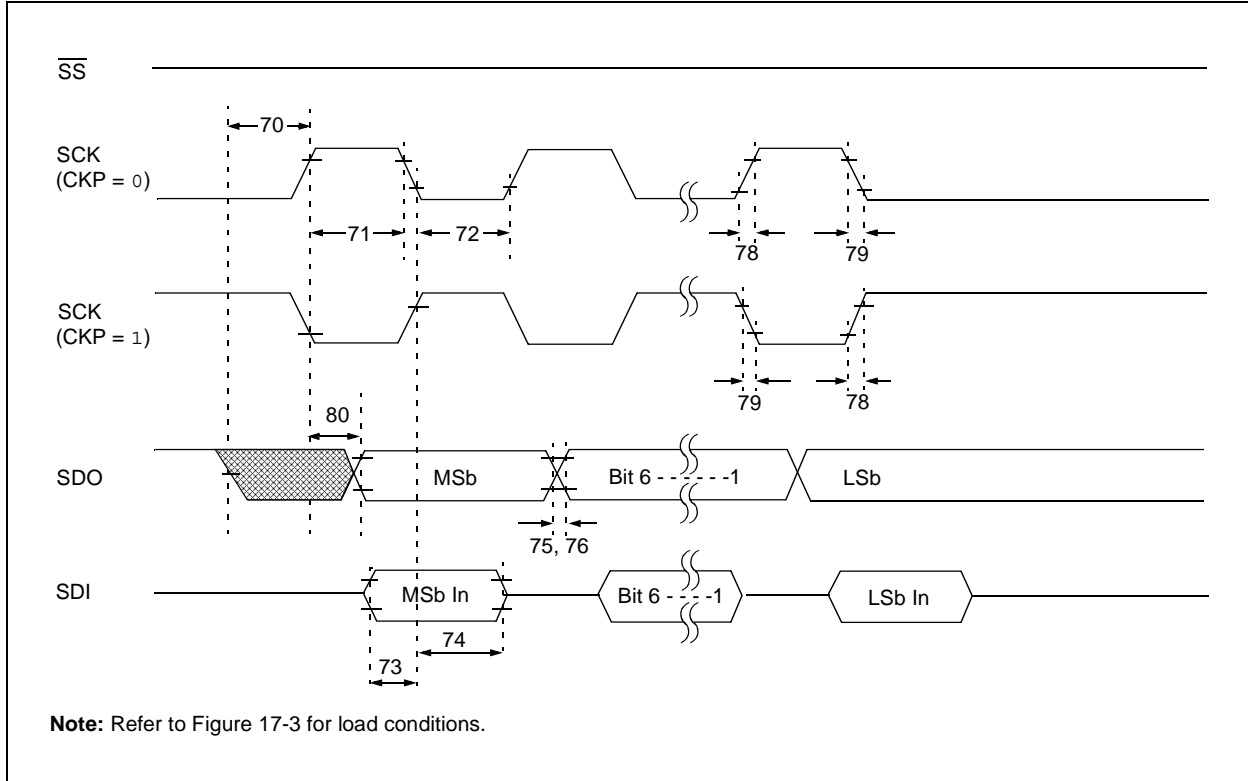 SS
70
SCK
(CKP = 0)
71
72
78
79
SCK
(CKP = 1)
79
78
80
SDO
MSb
Bit 6 - - - - - - -1
LSb
75, 76
SDI
MSb In
Bit 6 - - - - -1
LSb In
74
73
Note: Refer to Figure 17-3 for load conditions.